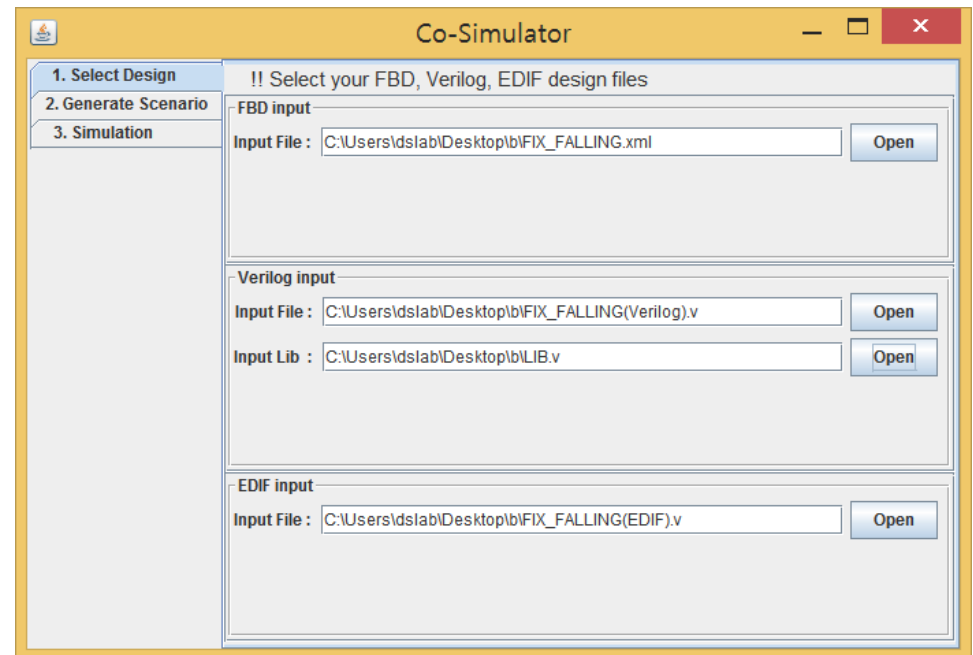 Co-Simulator
1. Select Design
2. Generate Scenario
3. Simulation
!! Select your FBD, Verilog, EDIF design files
FBD input
Input File : C:\Users\dslab\Desktop\b\FIX_FALLING.xml Open
Verilog input
Input File : C:\Users\dslab\Desktop\b\FIX_FALLING(Verilog).v Open
Input Lib : C:\Users\dslab\Desktop\b\LIB.v Open
EDIF input
Input File : C:\Users\dslab\Desktop\b\FIX_FALLING(EDIF).v Open